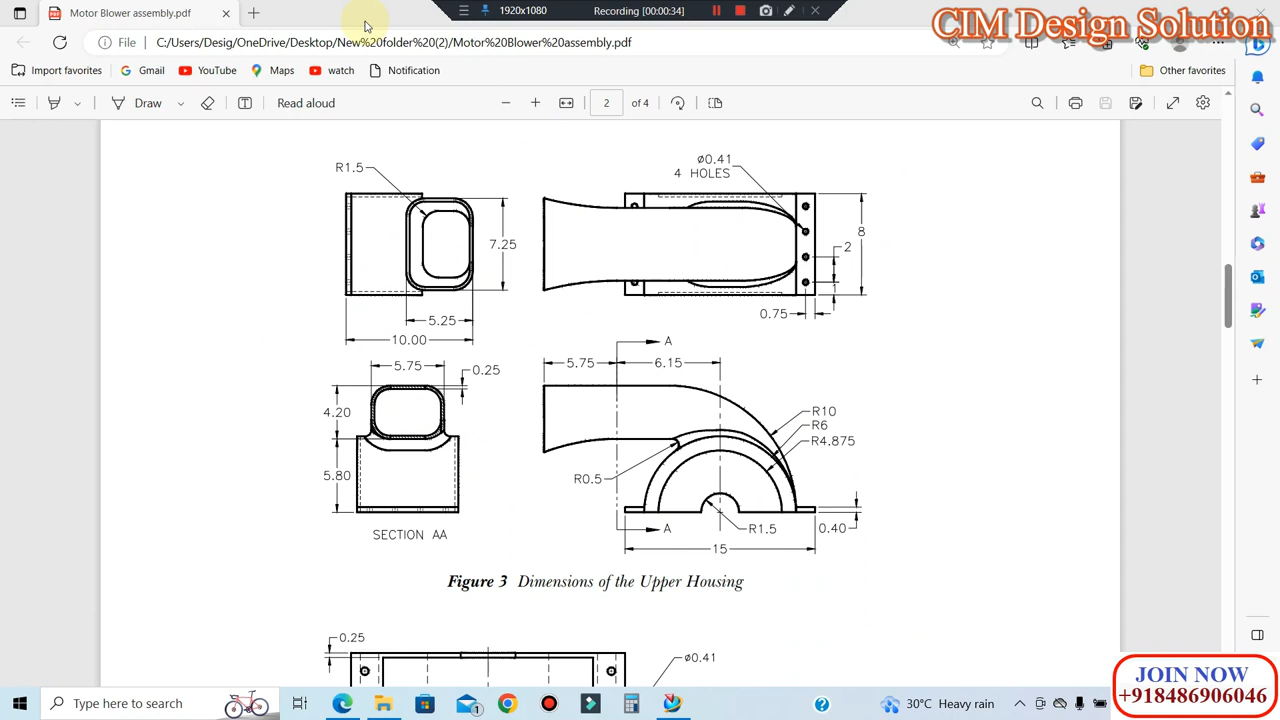 Motor Blower assembly.pdf
1920x1080
Recording [00:00:34]
CIM Design Solution
File
C:/Users/Desig/OneDrive/Desktop/New%20folder%20(2)/Motor%20Blower%20assembly.pdf
Import favorites
Gmail
YouTube
Maps
watch
Notification
Other favorites
Draw
Read aloud
2
of 4
R1.5
7.25
5.25
10.00
Ø0.41
4 HOLES
8
2
1
0.75
5.75
0.25
4.20
5.80
SECTION AA
A
5.75
6.15
R10
R6
R4.875
R0.5
A
R1.5
0.40
15
Figure 3 Dimensions of the Upper Housing
0.25
Ø0.41
Type here to search
1
30°C Heavy rain
JOIN NOW
+918486906046